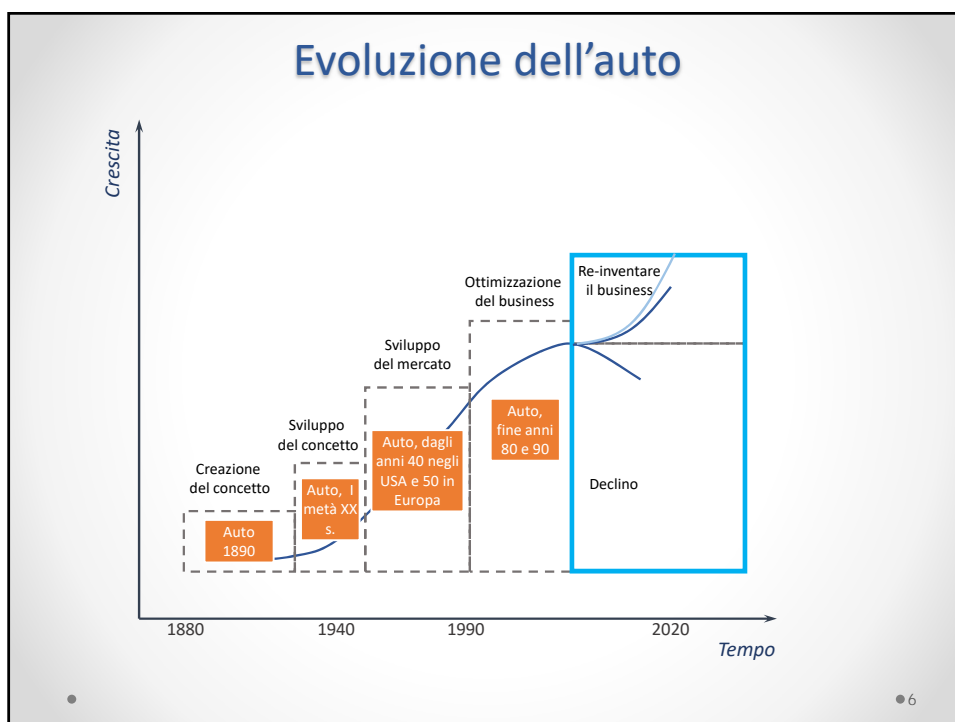 Evoluzione dell'auto
Crescita
Ottimizzazione
del business
Re-inventare
il business
Sviluppo
del mercato
Auto,
fine anni
80 e 90
Sviluppo
del concetto
Auto, dagli
anni 40 negli
USA e 50 in
Europa
Creazione
del concetto
Auto, I
metà XX
s.
Declino
Auto
1890
1880
1940
1990
2020
Tempo
6